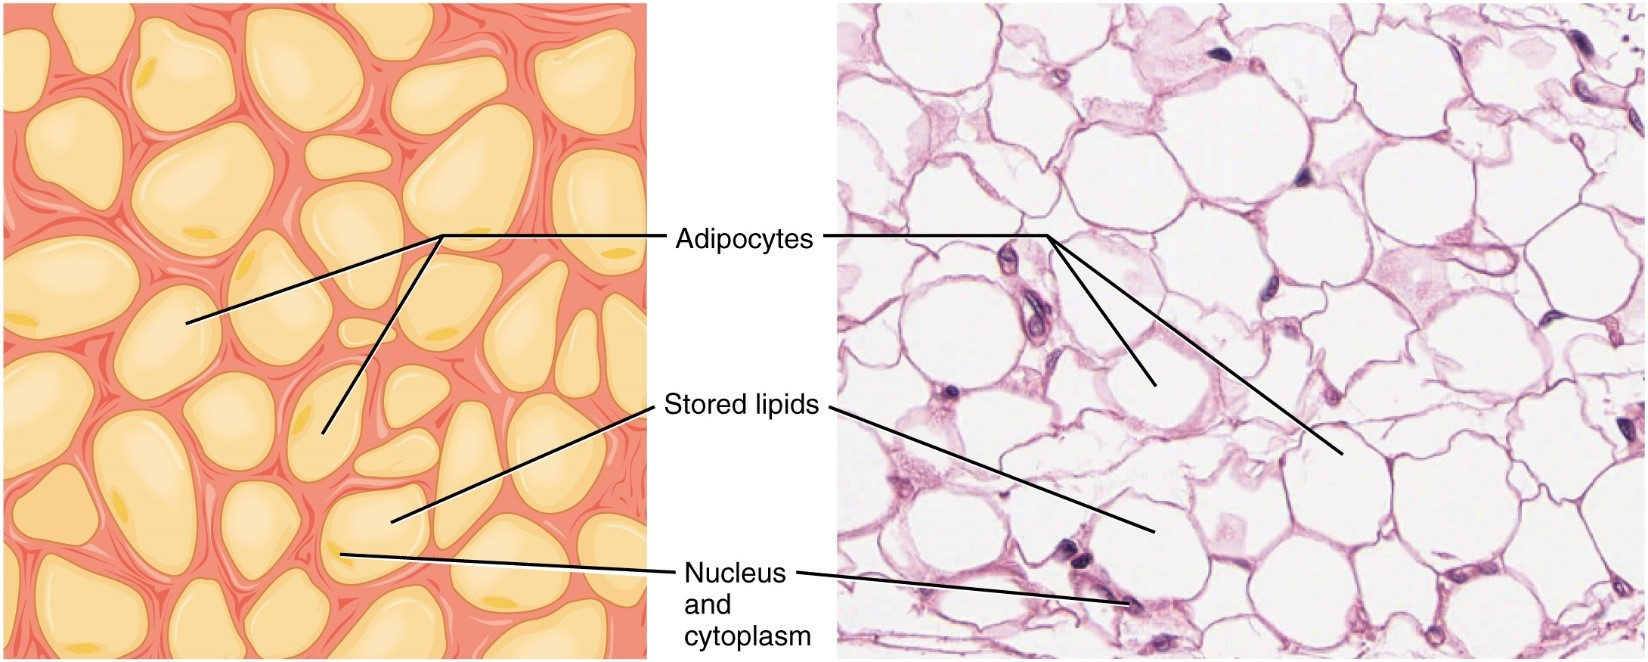 Adipocytes
Stored lipids
Nucleus
and
cytoplasm